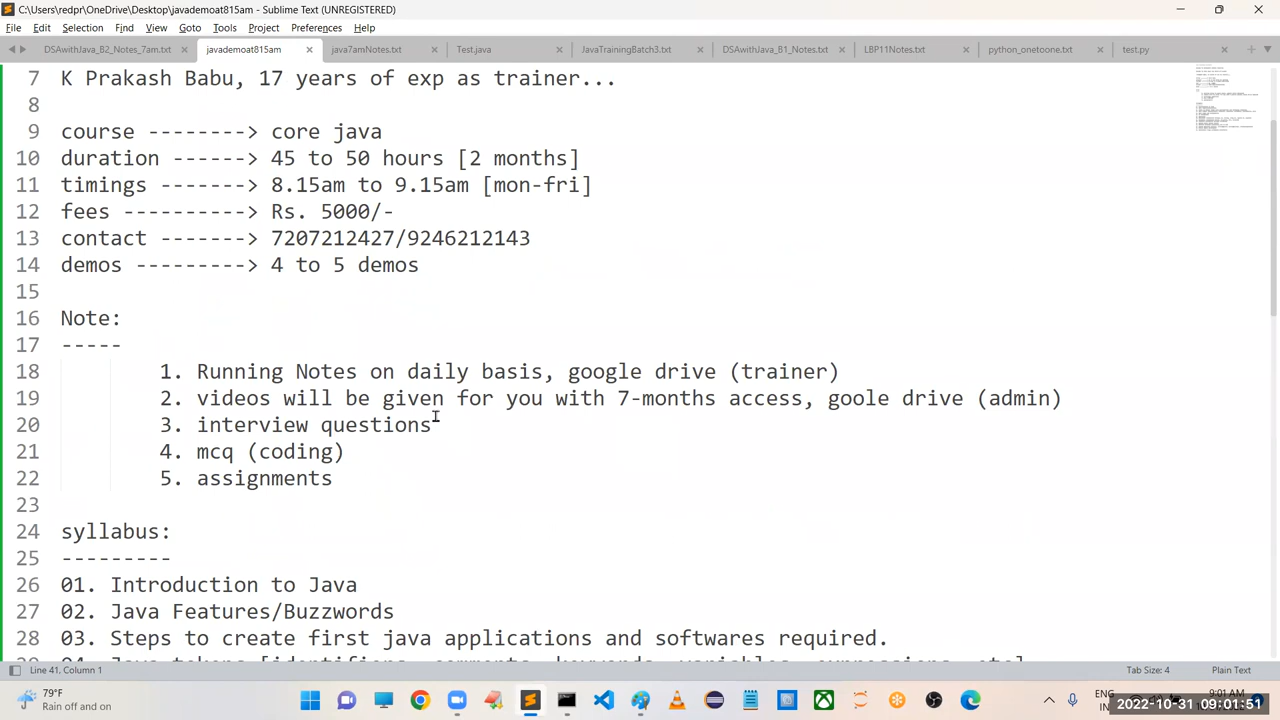 C:\Users\redpr\OneDrive\Desktop\javademoat815am - Sublime Text (UNREGISTERED)
File Edit Selection Find View Goto Tools Project Preferences Help
DSAwithJava_B2_Notes_7am.txt javademoat815am java7amNotes.txt Test.java JavaTrainingBatch3.txt DSAwithJava_B1_Notes.txt LBP11Notes.txt python_onetoone.txt test.py
7 K Prakash Babu, 17 years of exp as trainer...
8
9 course --------> core java
10 duration ------> 45 to 50 hours [2 months]
11 timings -------> 8.15am to 9.15am [mon-fri]
12 fees ----------> Rs. 5000/-
13 contact -------> 7207212427/9246212143
14 demos ---------> 4 to 5 demos
15
16 Note:
17 -----
18 1. Running Notes on daily basis, google drive (trainer)
19 2. videos will be given for you with 7-months access, goole drive (admin)
20 3. interview questions
21 4. mcq (coding)
22 5. assignments
23
24 syllabus:
25 ---------
26 01. Introduction to Java
27 02. Java Features/Buzzwords
28 03. Steps to create first java applications and softwares required.
Line 41, Column 1 Tab Size: 4 Plain Text
79°F
Rain off and on
ENG 9:01 AM
2022-10-31 09:01:51